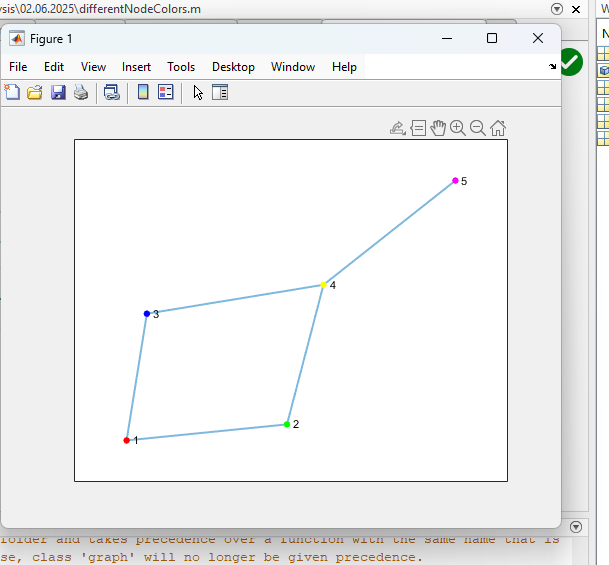 ysis\02.06.2025\differentNodeColors.m
Figure 1
File Edit View Insert Tools Desktop Window Help
5
4
3
2
1
folder and takes precedence over a function with the same name that is
se, class 'graph' will no longer be given precedence.